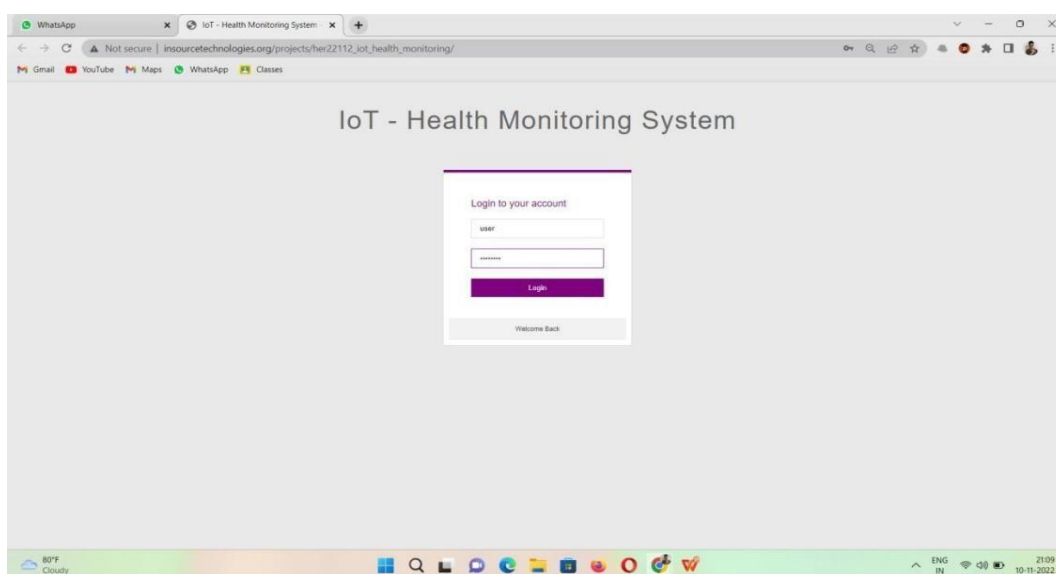 WhatsApp
IoT - Health Monitoring System
Not secure | insourcetechnologies.org/projects/her22112_iot_health_monitoring/
Gmail YouTube Maps WhatsApp Classes
IoT - Health Monitoring System
Login to your account
user
••••••••
Login
Welcome Back
80°F
Cloudy
ENG
IN
21:09
10-11-2022